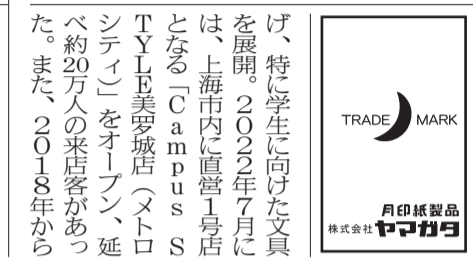 げ、特に学生に向けた文具
を展開。2022年7月に
は、上海市内に直営1号店
となる「Campus S
TYLE美罗城店（メトロ
シティ）」をオープン、延
べ約20万人の来店客があっ
た。また、2018年から
TRADE MARK
月印紙製品
株式会社ヤマガタ